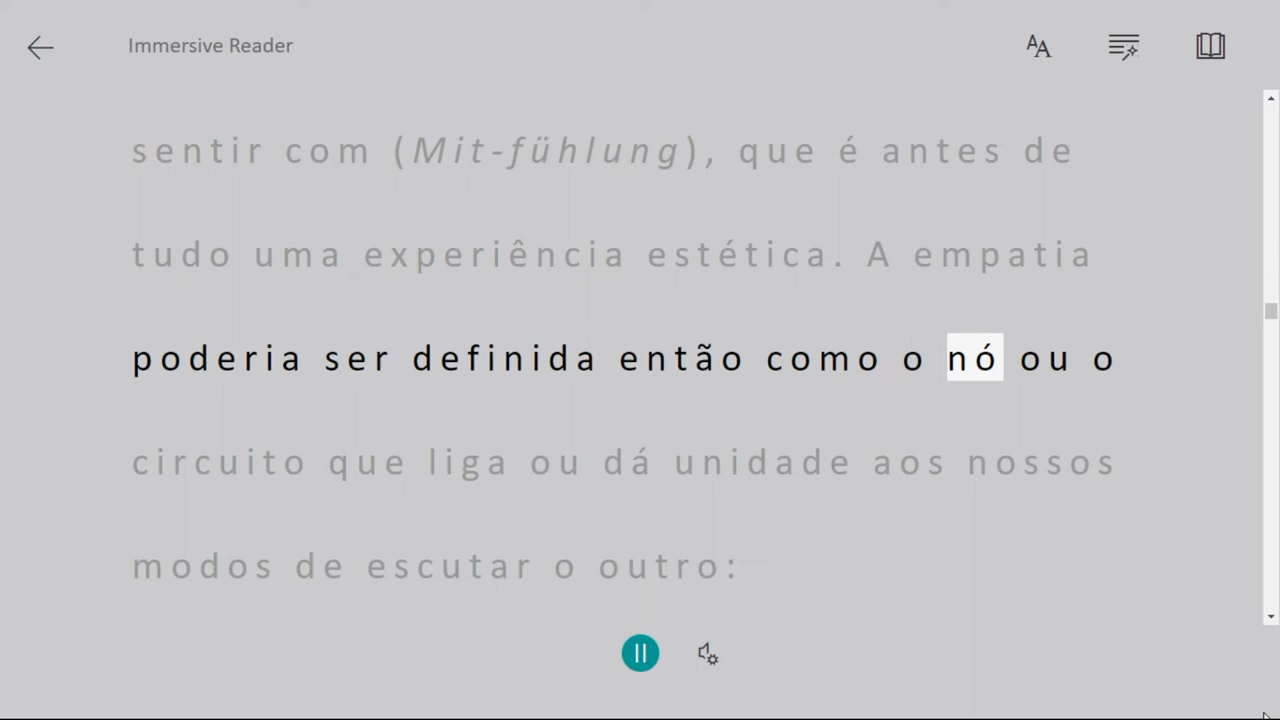 Immersive Reader
sentir com (Mit-fühlung), que é antes de
tudo uma experiência estética. A empatia
poderia ser definida então como o nó ou o
circuito que liga ou dá unidade aos nossos
modos de escutar o outro: